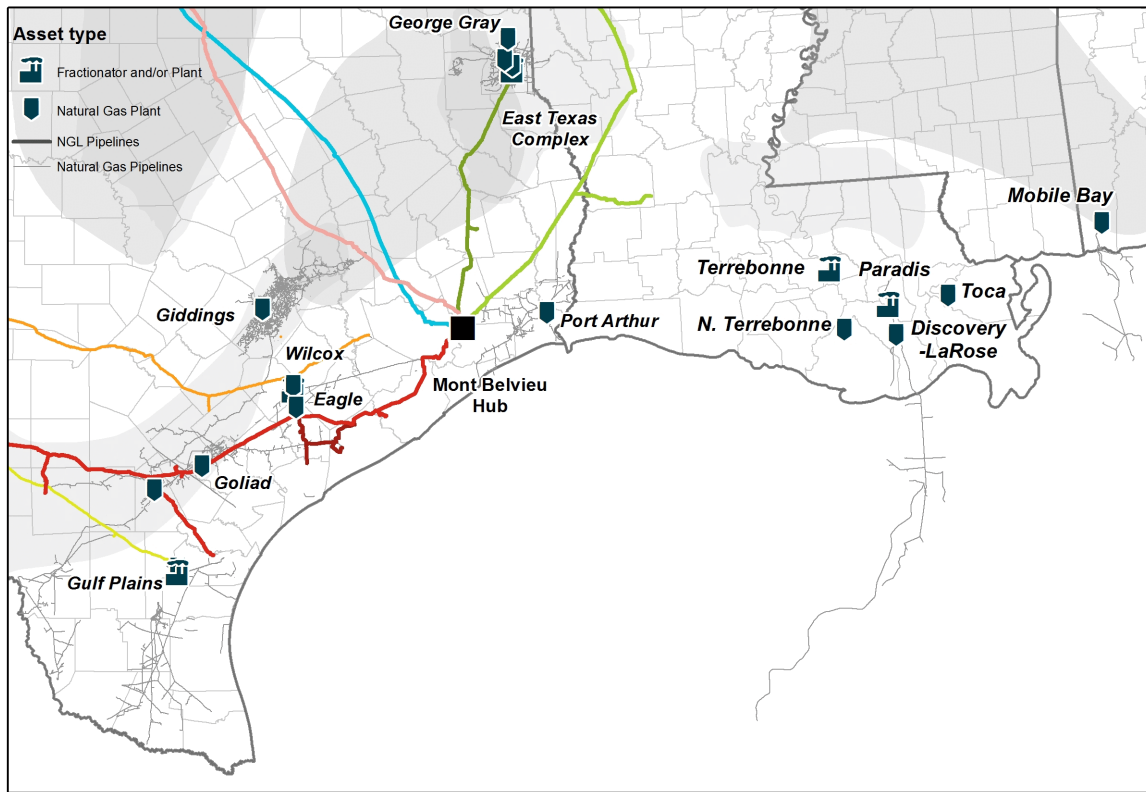 Asset type
Fractionator and/or Plant
Natural Gas Plant
NGL Pipelines
Natural Gas Pipelines
George Gray
East Texas
Complex
Mobile Bay
Terrebonne
Paradis
Toca
Giddings
Port Arthur
N. Terrebonne
Discovery
-LaRose
Wilcox
Mont Belvieu
Hub
Eagle
Goliad
Gulf Plains